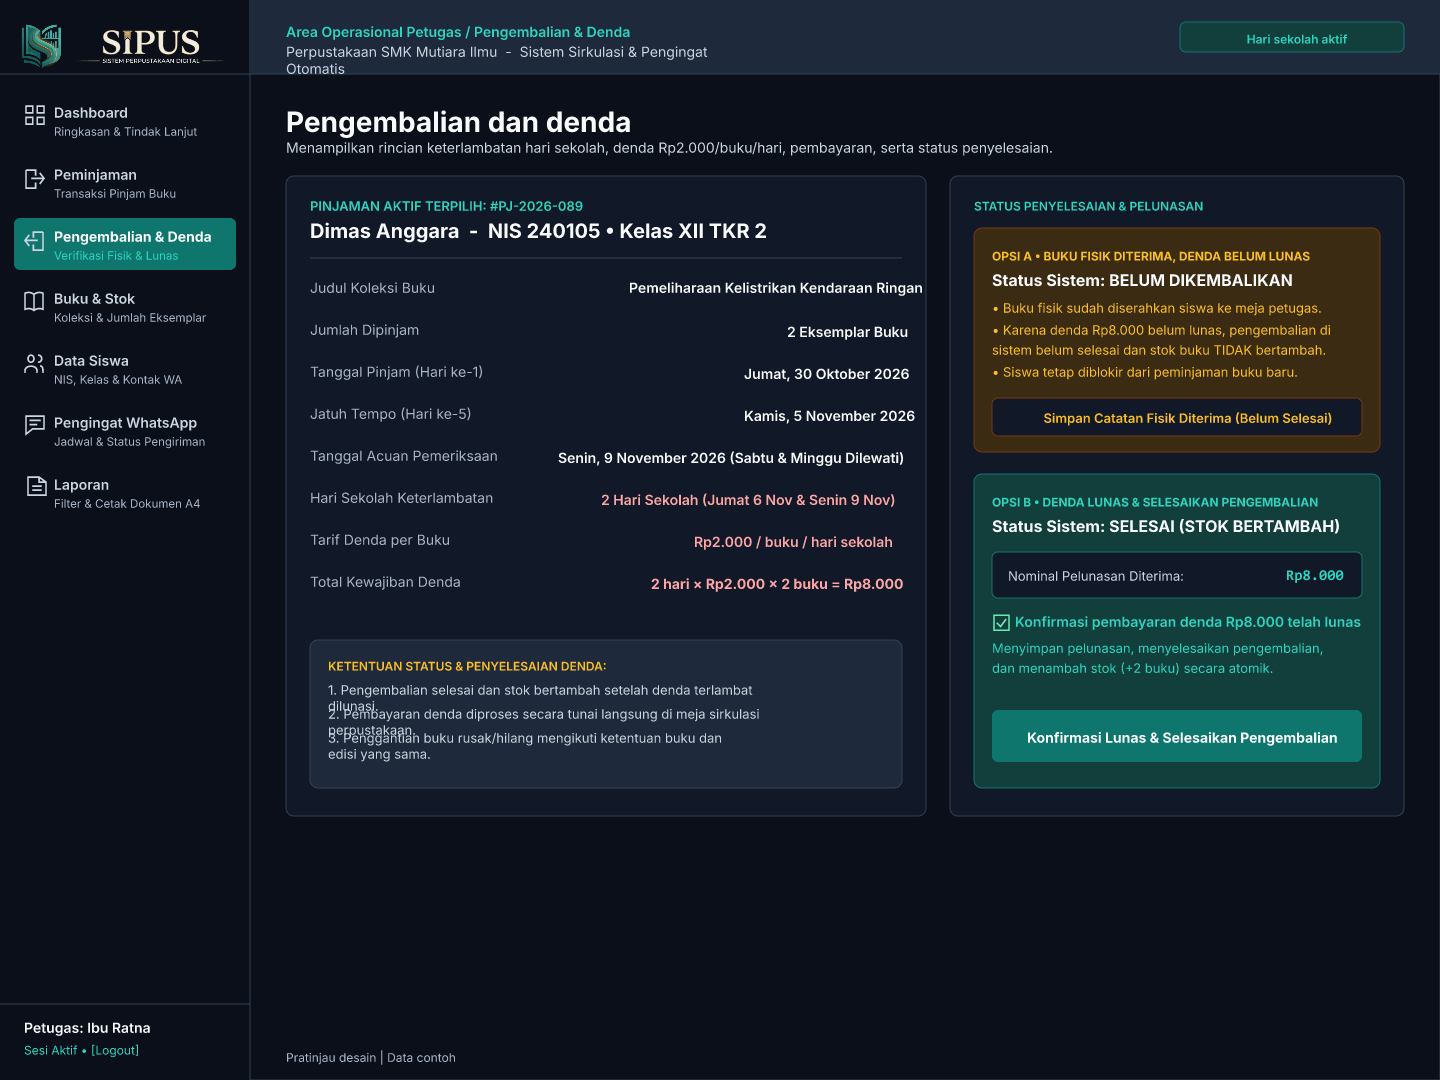 SIPUS
SISTEM PERPUSTAKAAN DIGITAL
Area Operasional Petugas / Pengembalian & Denda
Perpustakaan SMK Mutiara Ilmu - Sistem Sirkulasi & Pengingat
Otomatis
Hari sekolah aktif
Dashboard
Ringkasan & Tindak Lanjut
Peminjaman
Transaksi Pinjam Buku
Pengembalian & Denda
Verifikasi Fisik & Lunas
Buku & Stok
Koleksi & Jumlah Eksemplar
Data Siswa
NIS, Kelas & Kontak WA
Pengingat WhatsApp
Jadwal & Status Pengiriman
Laporan
Filter & Cetak Dokumen A4
Petugas: Ibu Ratna
Sesi Aktif • [Logout]
Pengembalian dan denda
Menampilkan rincian keterlambatan hari sekolah, denda Rp2.000/buku/hari, pembayaran, serta status penyelesaian.
PINJAMAN AKTIF TERPILIH: #PJ-2026-089
Dimas Anggara - NIS 240105 • Kelas XII TKR 2
Judul Koleksi Buku Pemeliharaan Kelistrikan Kendaraan Ringan
Jumlah Dipinjam 2 Eksemplar Buku
Tanggal Pinjam (Hari ke-1) Jumat, 30 Oktober 2026
Jatuh Tempo (Hari ke-5) Kamis, 5 November 2026
Tanggal Acuan Pemeriksaan Senin, 9 November 2026 (Sabtu & Minggu Dilewati)
Hari Sekolah Keterlambatan 2 Hari Sekolah (Jumat 6 Nov & Senin 9 Nov)
Tarif Denda per Buku Rp2.000 / buku / hari sekolah
Total Kewajiban Denda 2 hari × Rp2.000 × 2 buku = Rp8.000
KETENTUAN STATUS & PENYELESAIAN DENDA:
1. Pengembalian selesai dan stok bertambah setelah denda terlambat
dilunasi.
2. Pembayaran denda diproses secara tunai langsung di meja sirkulasi
perpustakaan.
3. Penggantian buku rusak/hilang mengikuti ketentuan buku dan
edisi yang sama.
STATUS PENYELESAIAN & PELUNASAN
OPSI A • BUKU FISIK DITERIMA, DENDA BELUM LUNAS
Status Sistem: BELUM DIKEMBALIKAN
• Buku fisik sudah diserahkan siswa ke meja petugas.
• Karena denda Rp8.000 belum lunas, pengembalian di
sistem belum selesai dan stok buku TIDAK bertambah.
• Siswa tetap diblokir dari peminjaman buku baru.
Simpan Catatan Fisik Diterima (Belum Selesai)
OPSI B • DENDA LUNAS & SELESAIKAN PENGEMBALIAN
Status Sistem: SELESAI (STOK BERTAMBAH)
Nominal Pelunasan Diterima: Rp8.000
Konfirmasi pembayaran denda Rp8.000 telah lunas
Menyimpan pelunasan, menyelesaikan pengembalian,
dan menambah stok (+2 buku) secara atomik.
Konfirmasi Lunas & Selesaikan Pengembalian
Pratinjau desain | Data contoh